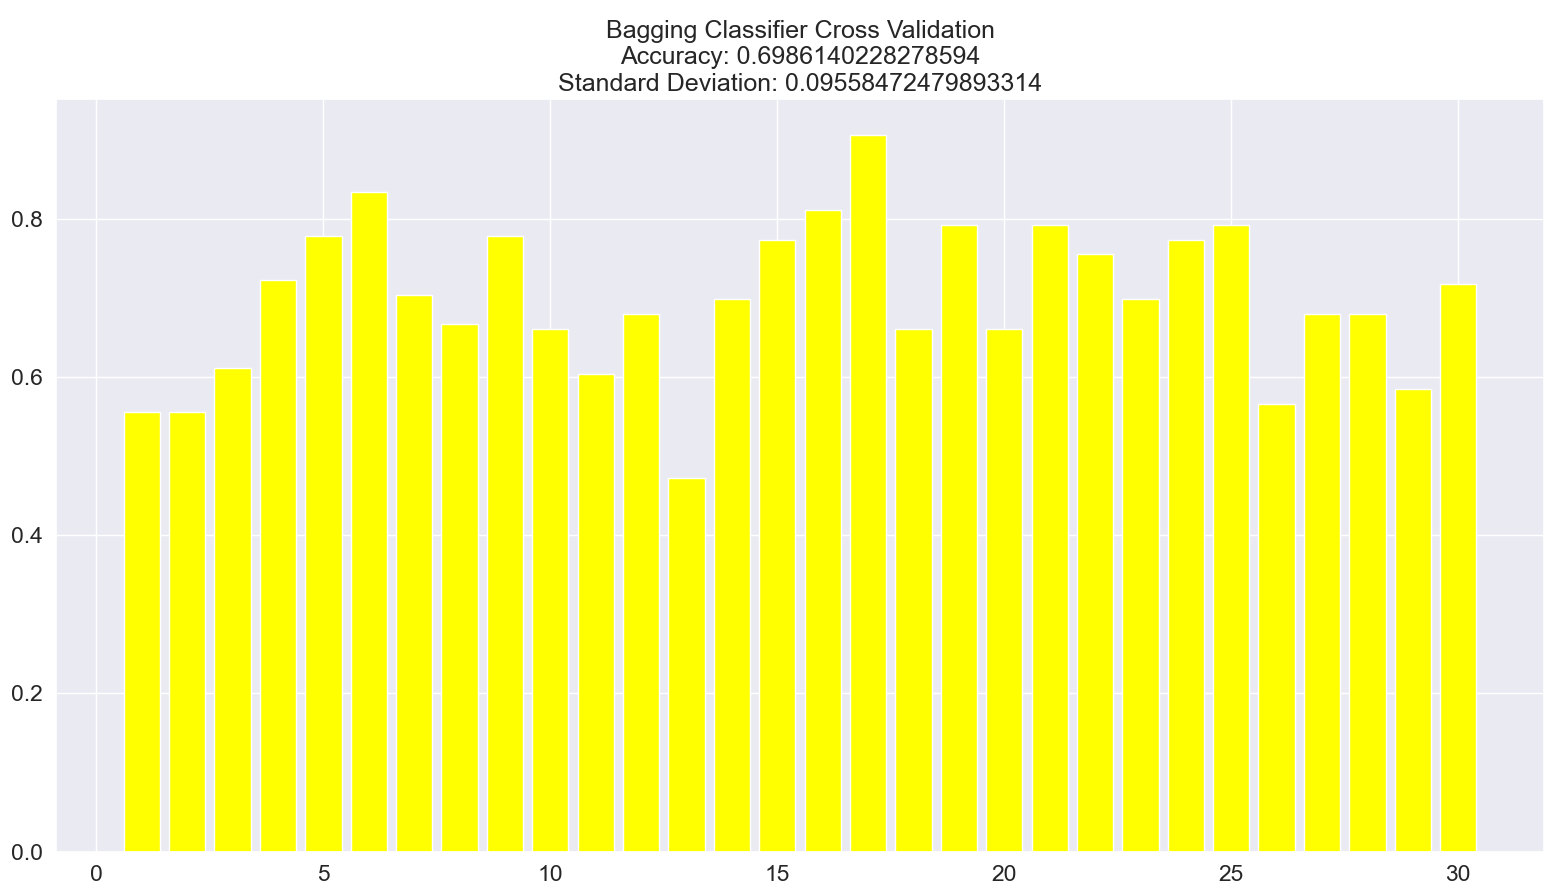 Bagging Classifier Cross Validation
Accuracy: 0.6986140228278594
Standard Deviation: 0.09558472479893314
0.8
0.6
0.4
0.2
0.0
0 5 10 15 20 25 30